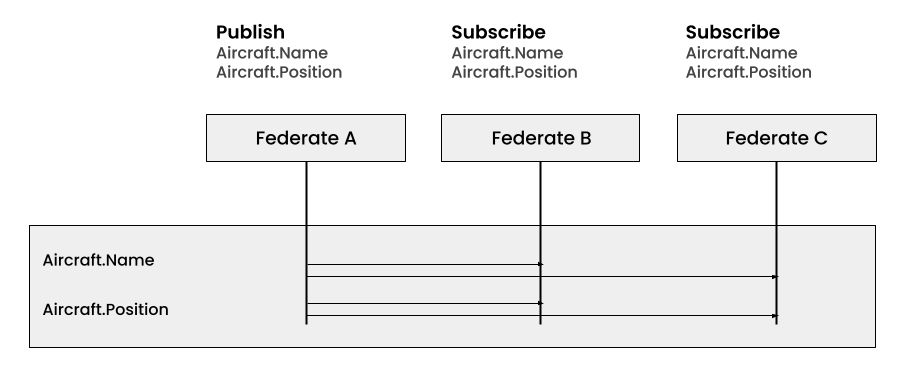 Publish
Aircraft.Name
Aircraft.Position
Subscribe
Aircraft.Name
Aircraft.Position
Subscribe
Aircraft.Name
Aircraft.Position
Federate A
Federate B
Federate C
Aircraft.Name
Aircraft.Position